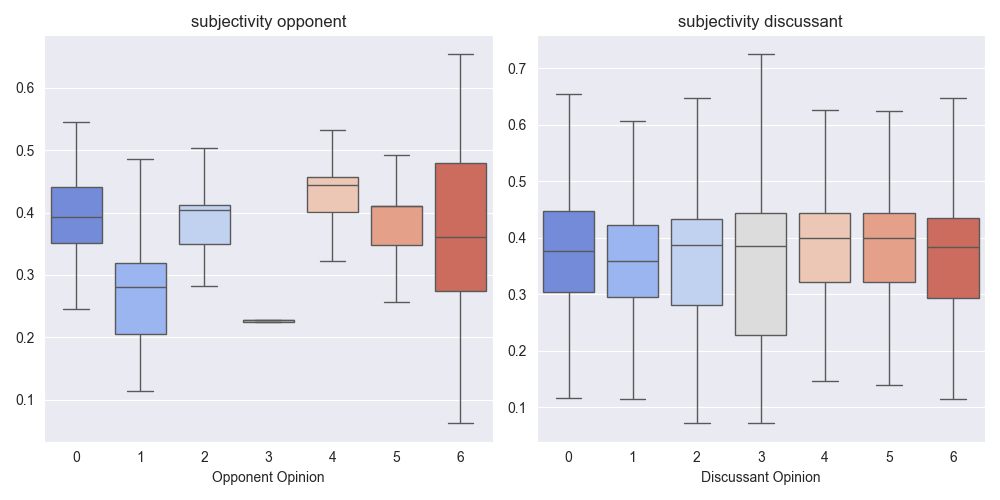 subjectivity opponent
0.6
0.5
0.4
0.3
0.2
0.1
0 1 2 3 4 5 6
Opponent Opinion
subjectivity discussant
0.7
0.6
0.5
0.4
0.3
0.2
0.1
0 1 2 3 4 5 6
Discussant Opinion